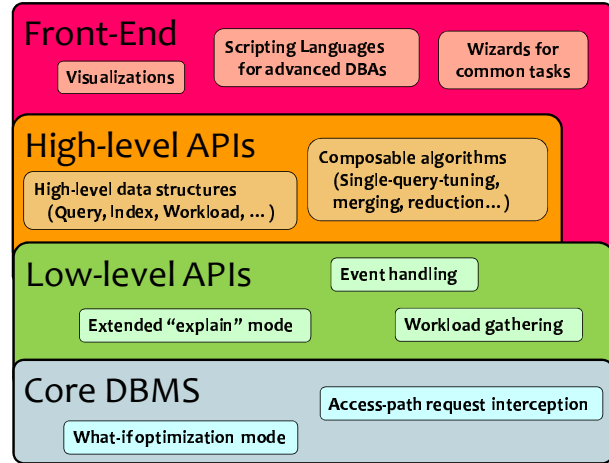 Front-End
Visualizations
Scripting Languages
for advanced DBAs
Wizards for
common tasks
High-level APIs
High-level data structures
(Query, Index, Workload, … )
Composable algorithms
(Single-query-tuning,
merging, reduction… )
Low-level APIs
Event handling
Extended “explain” mode
Workload gathering
Core DBMS
Access-path request interception
What-if optimization mode